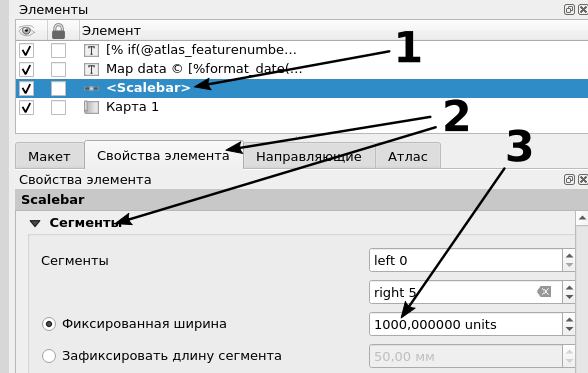 Элементы
Элемент
[% if(@atlas_featurenumbe...
1
Map data © [%format_date(...
<Scalebar>
Карта 1
2
3
Макет
Свойства элемента
Направляющие
Атлас
Свойства элемента
Scalebar
Сегменты
Сегменты
left 0
right 5
Фиксированная ширина
1000,000000 units
Зафиксировать длину сегмента
50,00 мм